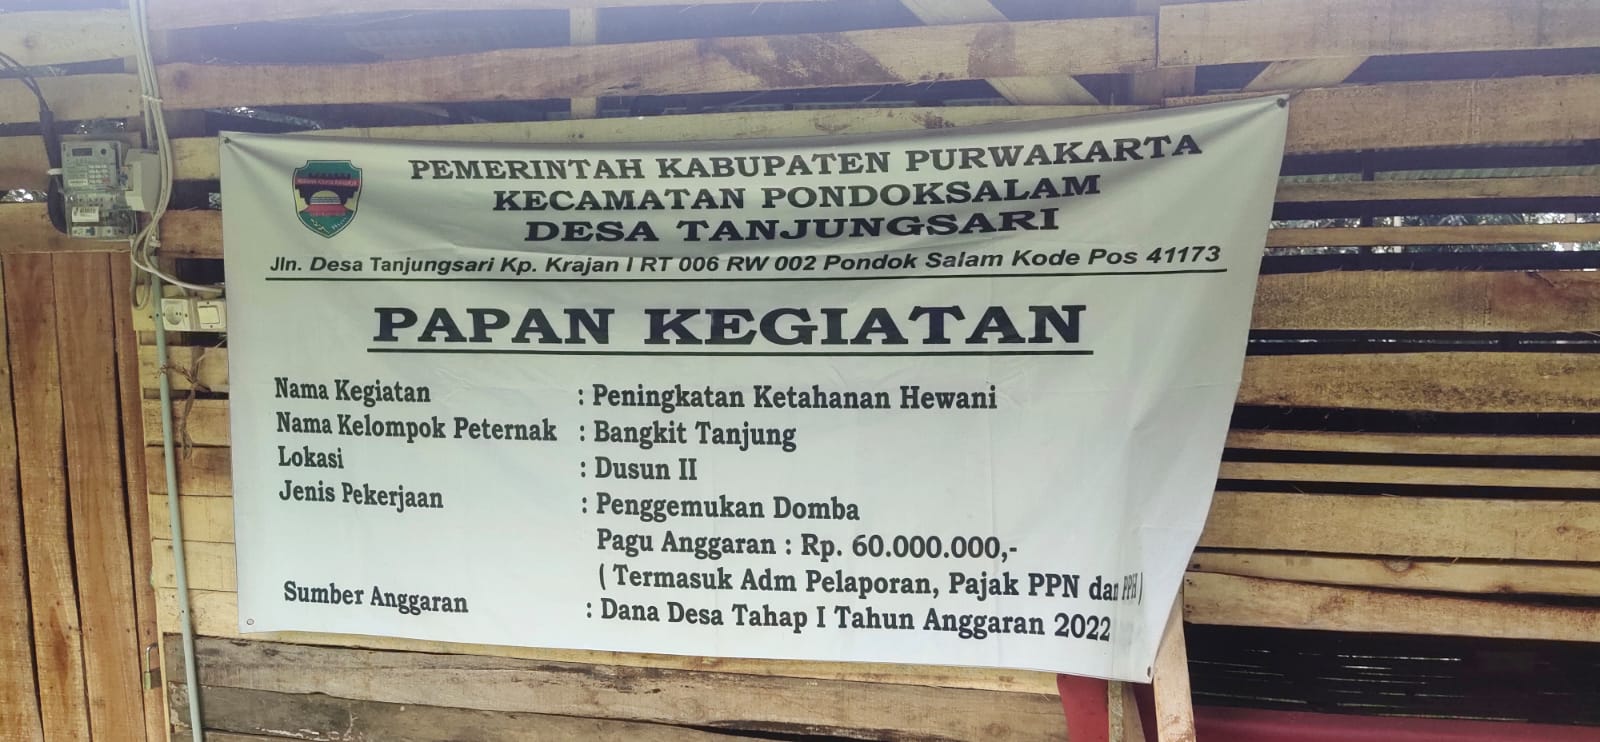 PEMERINTAH KABUPATEN PURWAKARTA
KECAMATAN PONDOKSALAM
DESA TANJUNGSARI
Jln. Desa Tanjungsari Kp. Krajan I RT 006 RW 002 Pondok Salam Kode Pos 41173
PAPAN KEGIATAN
Nama Kegiatan : Peningkatan Ketahanan Hewani
Nama Kelompok Peternak : Bangkit Tanjung
Lokasi : Dusun II
Jenis Pekerjaan : Penggemukan Domba
Pagu Anggaran : Rp. 60.000.000,-
( Termasuk Adm Pelaporan, Pajak PPN dan PPH )
Sumber Anggaran : Dana Desa Tahap I Tahun Anggaran 2022